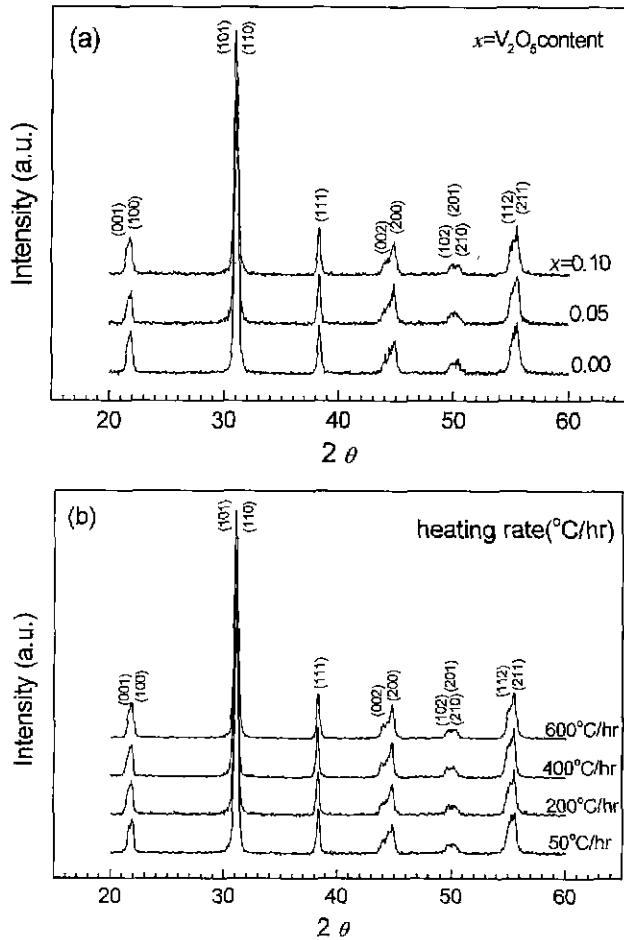 (a)
x=V₂O₅content
(101)
(110)
(001)
(100)
(111)
(002)
(200)
(102)
(201)
(210)
(112)
(211)
x=0.10
0.05
0.00
Intensity (a.u.)
20 30 40 50 60
2 θ
(b)
heating rate(°C/hr)
(101)
(110)
(001)
(100)
(111)
(002)
(200)
(102)
(201)
(210)
(112)
(211)
600°C/hr
400°C/hr
200°C/hr
50°C/hr
Intensity (a.u.)
20 30 40 50 60
2 θ